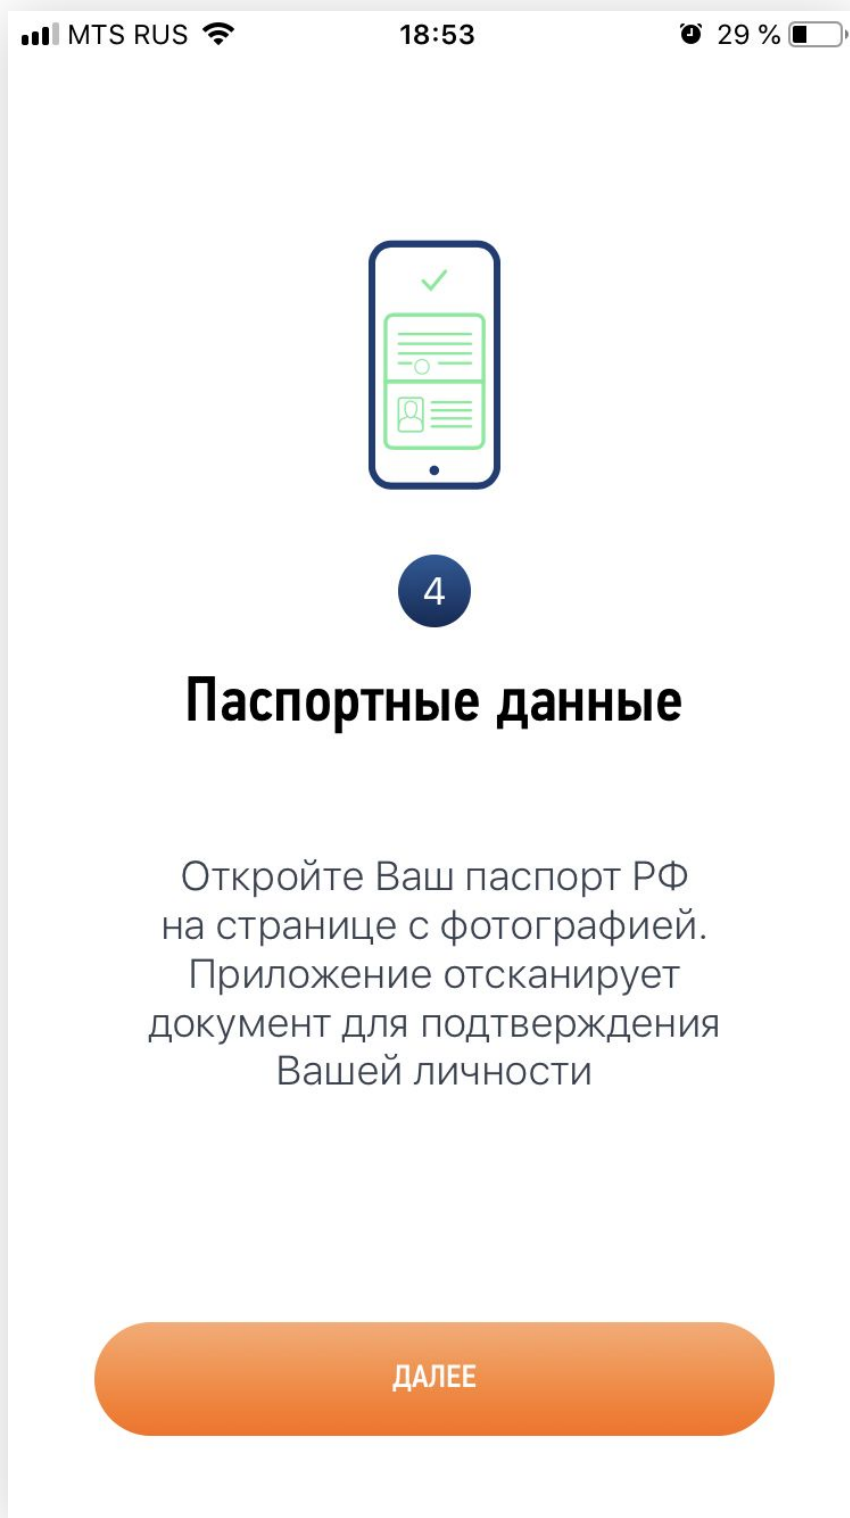 MTS RUS 18:53 29 %
4
Паспортные данные
Откройте Ваш паспорт РФ
на странице с фотографией.
Приложение отсканирует
документ для подтверждения
Вашей личности
ДАЛЕЕ